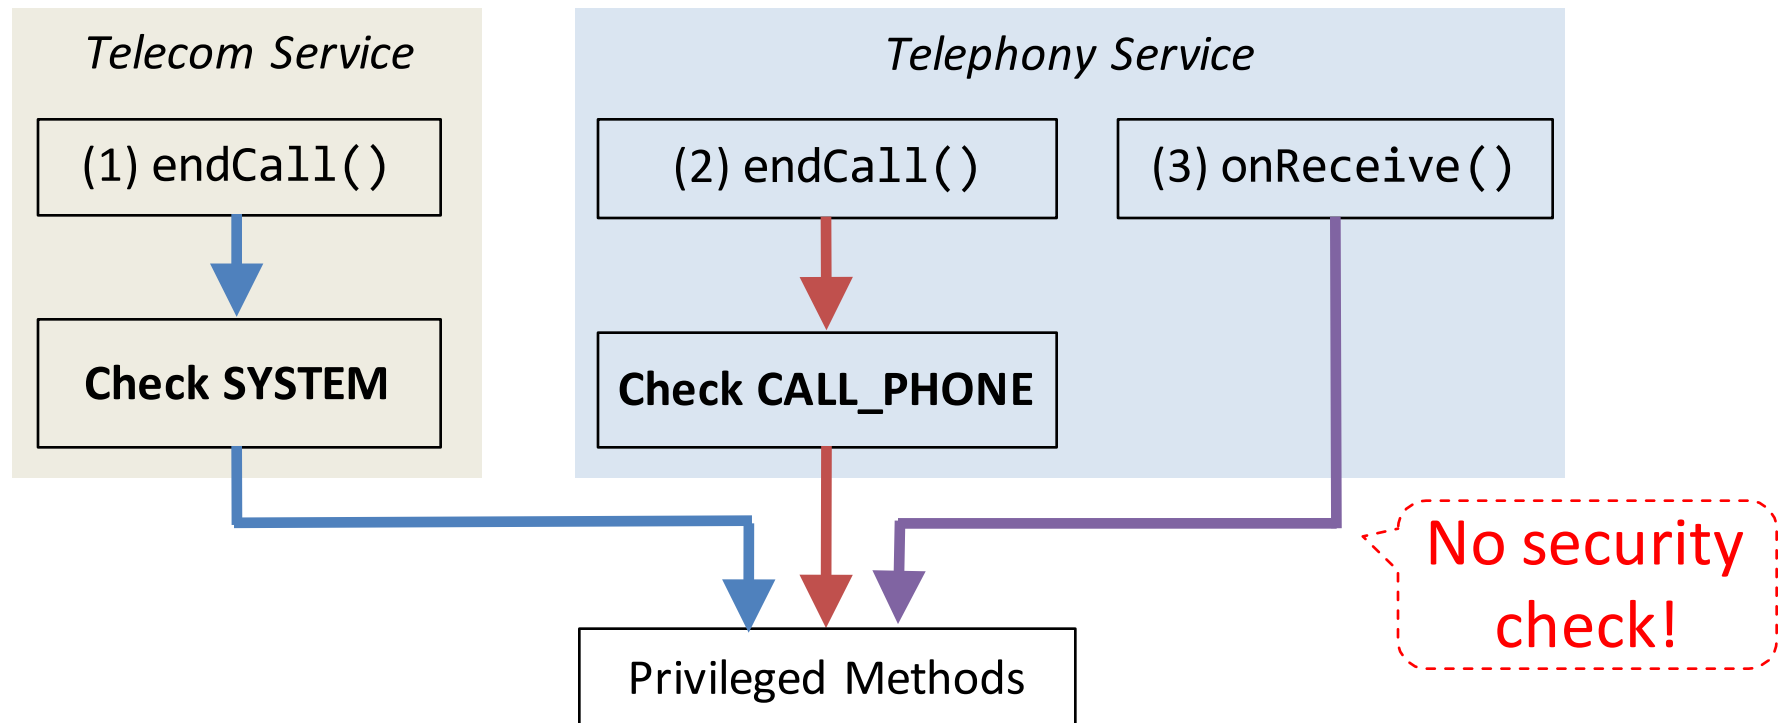 Telecom Service
Telephony Service
(1) endCall()
(2) endCall()
(3) onReceive()
Check SYSTEM
Check CALL_PHONE
No security
check!
Privileged Methods